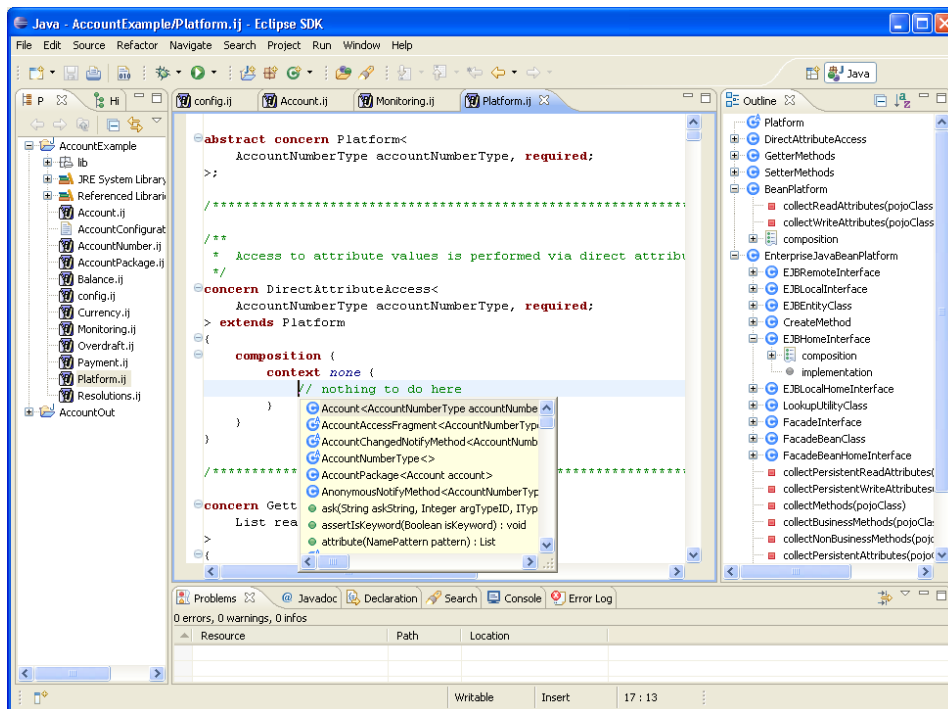 Java - AccountExample/Platform.ij - Eclipse SDK
File Edit Source Refactor Navigate Search Project Run Window Help
Java
P Hi
config.ij Account.ij Monitoring.ij Platform.ij
Outline
AccountExample
lib
JRE System Library
Referenced Librari
Account.ij
AccountConfigurat
AccountNumber.ij
AccountPackage.ij
Balance.ij
config.ij
Currency.ij
Monitoring.ij
Overdraft.ij
Payment.ij
Platform.ij
Resolutions.ij
AccountOut
abstract concern Platform<
AccountNumberType accountNumberType, required;
>;
/**************************************************************
/**
* Access to attribute values is performed via direct attribu
*/
concern DirectAttributeAccess<
AccountNumberType accountNumberType, required;
> extends Platform
{
composition {
context none {
// nothing to do here
}
}
}
/**************************************************************
concern Gett
List rea
>
{
Account<AccountNumberType accountNumbe
AccountAccessFragment<AccountNumberTyp
AccountChangedNotifyMethod<AccountNumb
AccountNumberType<>
AccountPackage<Account account>
AnonymousNotifyMethod<AccountNumberTyp
ask(String askString, Integer argTypeID, ITyp
assertIsKeyword(Boolean isKeyword) : void
attribute(NamePattern pattern) : List
Platform
DirectAttributeAccess
GetterMethods
SetterMethods
BeanPlatform
collectReadAttributes(pojoClass
collectWriteAttributes(pojoClass
composition
EnterpriseJavaBeanPlatform
EJBRemoteInterface
EJBLocalInterface
EJBEntityClass
CreateMethod
EJBHomeInterface
composition
implementation
EJBLocalHomeInterface
LookupUtilityClass
FacadeInterface
FacadeBeanClass
FacadeBeanHomeInterface
collectPersistentReadAttributes(
collectPersistentWriteAttributes
collectMethods(pojoClass)
collectBusinessMethods(pojoCla
collectNonBusinessMethods(pojo
collectPersistentAttributes(pojo
Problems @ Javadoc Declaration Search Console Error Log
0 errors, 0 warnings, 0 infos
Resource Path Location
Writable Insert 17 : 13